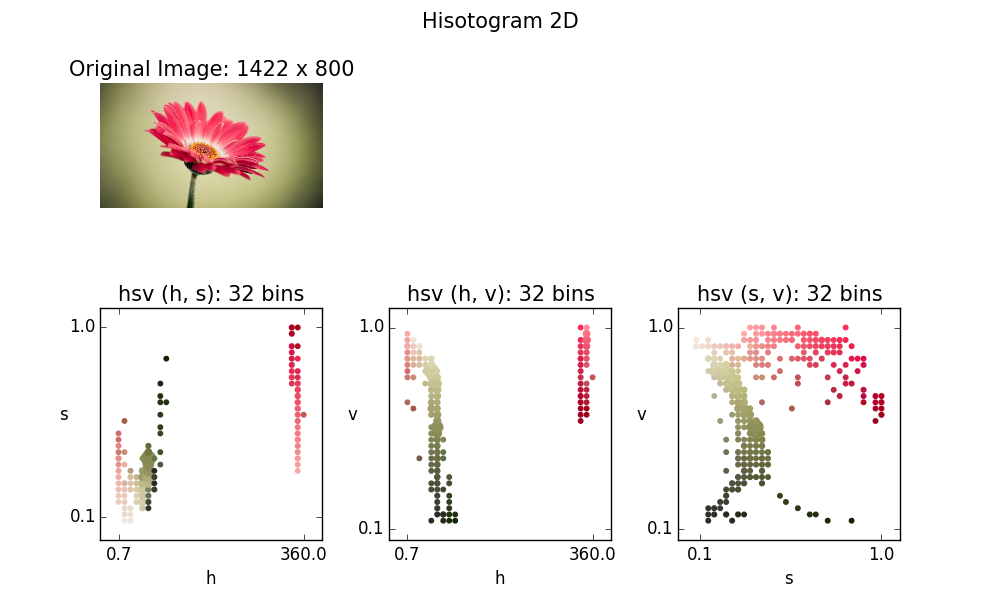 Hisotogram 2D
Original Image: 1422 x 800
hsv (h, s): 32 bins
1.0
s
0.1
0.7
360.0
h
hsv (h, v): 32 bins
1.0
v
0.1
0.7
360.0
h
hsv (s, v): 32 bins
1.0
v
0.1
0.1
1.0
s